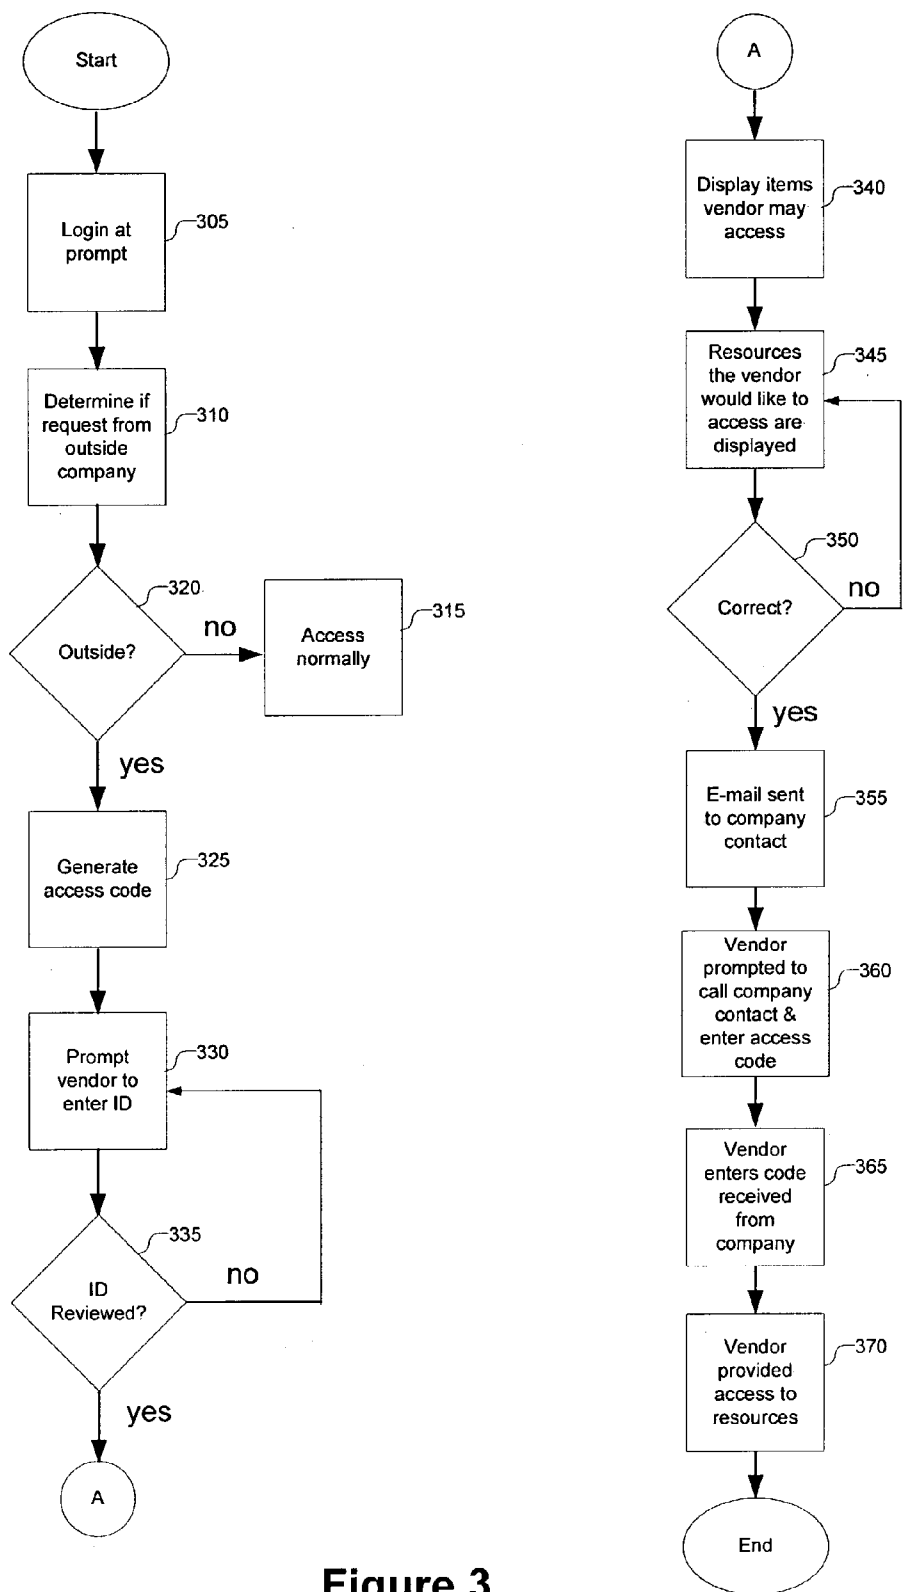 Start
Login at
prompt
305
Determine if
request from
outside
company
310
Outside?
320
no
Access
normally
315
yes
Generate
access code
325
Prompt
vendor to
enter ID
330
ID
Reviewed?
335
no
yes
A
A
Display items
vendor may
access
340
Resources
the vendor
would like to
access are
displayed
345
Correct?
350
no
yes
E-mail sent
to company
contact
355
Vendor
prompted to
call company
contact &
enter access
code
360
Vendor
enters code
received
from
company
365
Vendor
provided
access to
resources
370
End
Figure 3